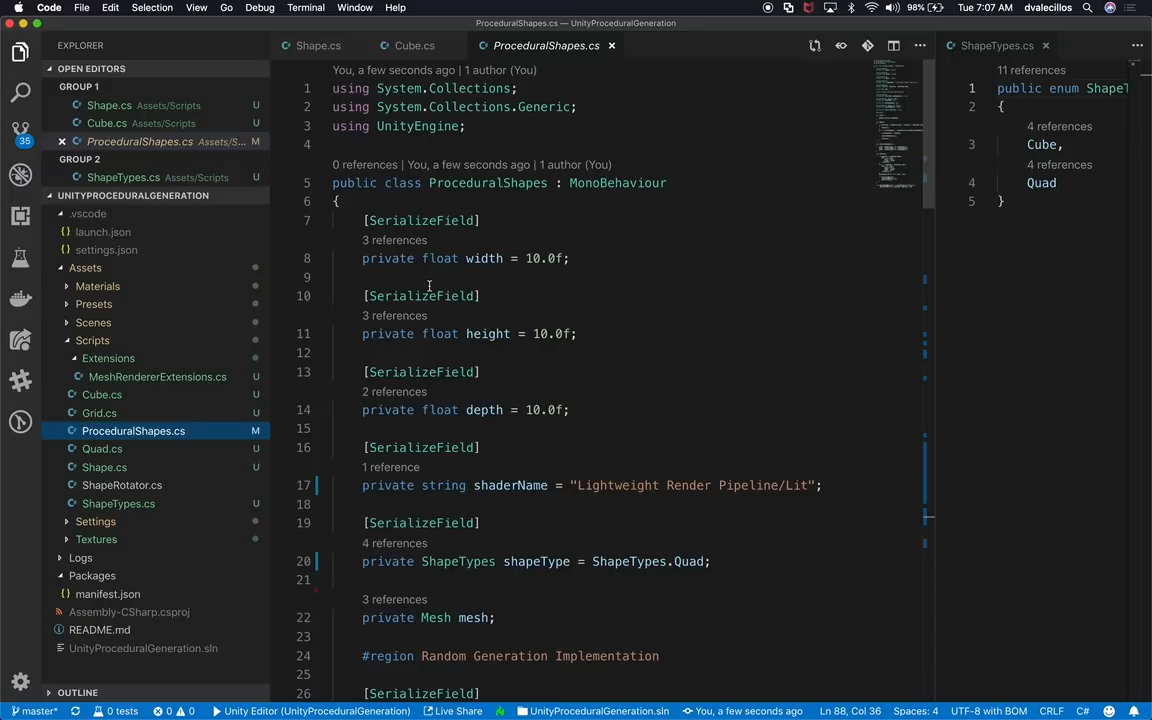 Code File Edit Selection View Go Debug Terminal Window Help 98% Tue 7:07 AM dvalecillos
ProceduralShapes.cs — UnityProceduralGeneration
EXPLORER
OPEN EDITORS
GROUP 1
Shape.cs Assets/Scripts U
Cube.cs Assets/Scripts U
ProceduralShapes.cs Assets/S... M
GROUP 2
ShapeTypes.cs Assets/Scripts U
UNITYPROCEDURALGENERATION
.vscode
launch.json
settings.json
Assets
Materials
Presets
Scenes
Scripts
Extensions
MeshRendererExtensions.cs U
Cube.cs U
Grid.cs U
ProceduralShapes.cs M
Quad.cs U
Shape.cs U
ShapeRotator.cs
ShapeTypes.cs U
Settings
Textures
Logs
Packages
manifest.json
Assembly-CSharp.csproj
README.md
UnityProceduralGeneration.sln
OUTLINE
35
Shape.cs Cube.cs ProceduralShapes.cs
You, a few seconds ago | 1 author (You)
1 using System.Collections;
2 using System.Collections.Generic;
3 using UnityEngine;
4
0 references | You, a few seconds ago | 1 author (You)
5 public class ProceduralShapes : MonoBehaviour
6 {
7 [SerializeField]
3 references
8 private float width = 10.0f;
9
10 [SerializeField]
3 references
11 private float height = 10.0f;
12
13 [SerializeField]
2 references
14 private float depth = 10.0f;
15
16 [SerializeField]
1 reference
17 private string shaderName = "Lightweight Render Pipeline/Lit";
18
19 [SerializeField]
4 references
20 private ShapeTypes shapeType = ShapeTypes.Quad;
21
3 references
22 private Mesh mesh;
23
24 #region Random Generation Implementation
25
26 [SerializeField]
ShapeTypes.cs
11 references
1 public enum ShapeT
2 {
4 references
3 Cube,
4 references
4 Quad
5 }
master* 0 tests 0 0 Unity Editor (UnityProceduralGeneration) Live Share UnityProceduralGeneration.sln You, a few seconds ago Ln 88, Col 36 Spaces: 4 UTF-8 with BOM CRLF C#